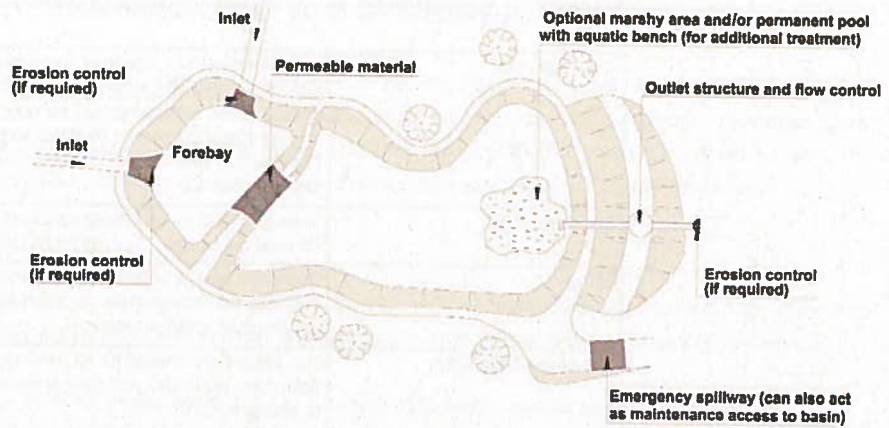 Inlet
Optional marshy area and/or permanent pool
with aquatic bench (for additional treatment)
Erosion control
(if required)
Permeable material
Outlet structure and flow control
Inlet
Forebay
Erosion control
(if required)
Erosion control
(if required)
Emergency spillway (can also act
as maintenance access to basin)